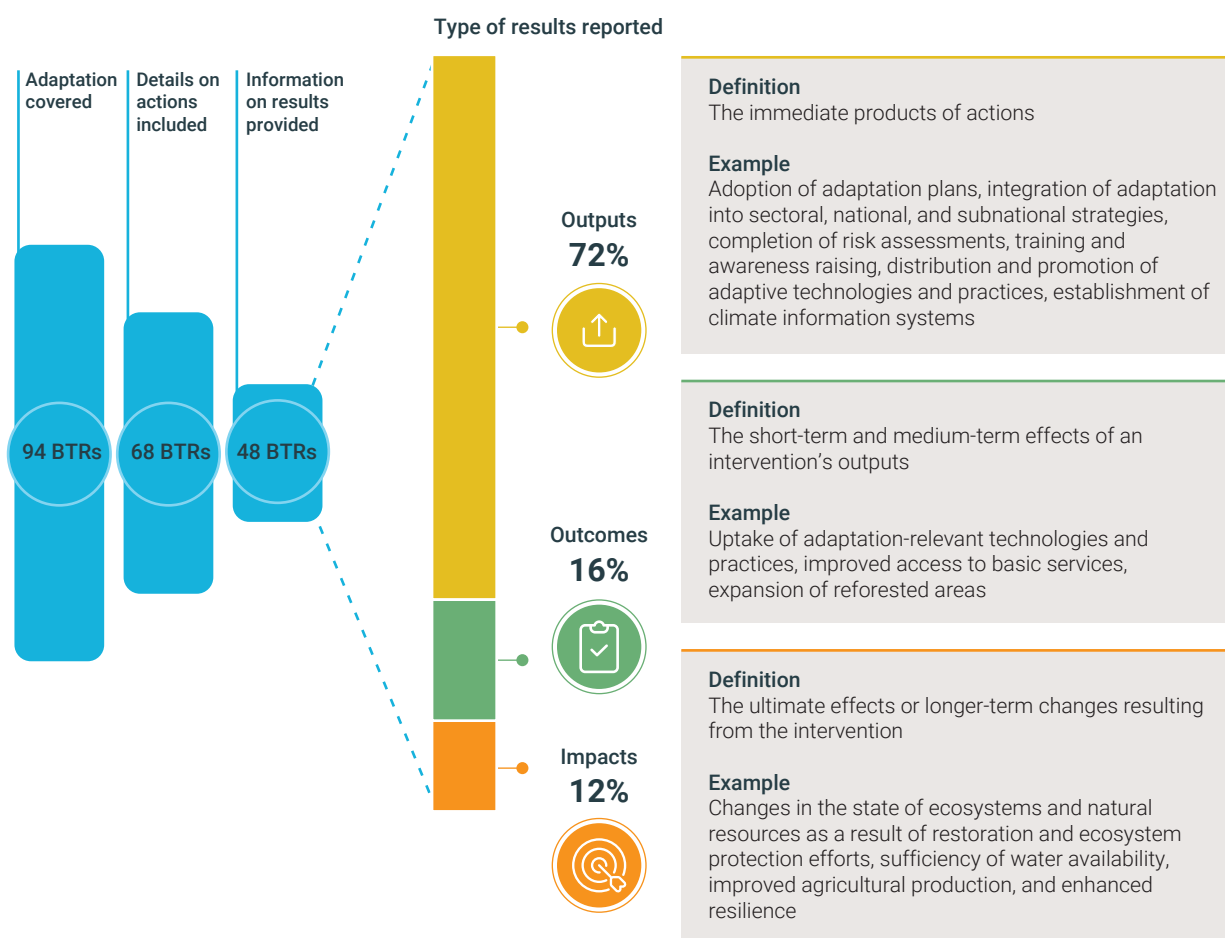 Type of results reported
Adaptation
covered
Details on
actions
included
Information
on results
provided
94 BTRs
68 BTRs
48 BTRs
Outputs
72%
Definition
The immediate products of actions
Example
Adoption of adaptation plans, integration of adaptation
into sectoral, national, and subnational strategies,
completion of risk assessments, training and
awareness raising, distribution and promotion of
adaptive technologies and practices, establishment of
climate information systems
Outcomes
16%
Definition
The short-term and medium-term effects of an
intervention’s outputs
Example
Uptake of adaptation-relevant technologies and
practices, improved access to basic services,
expansion of reforested areas
Impacts
12%
Definition
The ultimate effects or longer-term changes resulting
from the intervention
Example
Changes in the state of ecosystems and natural
resources as a result of restoration and ecosystem
protection efforts, sufficiency of water availability,
improved agricultural production, and enhanced
resilience